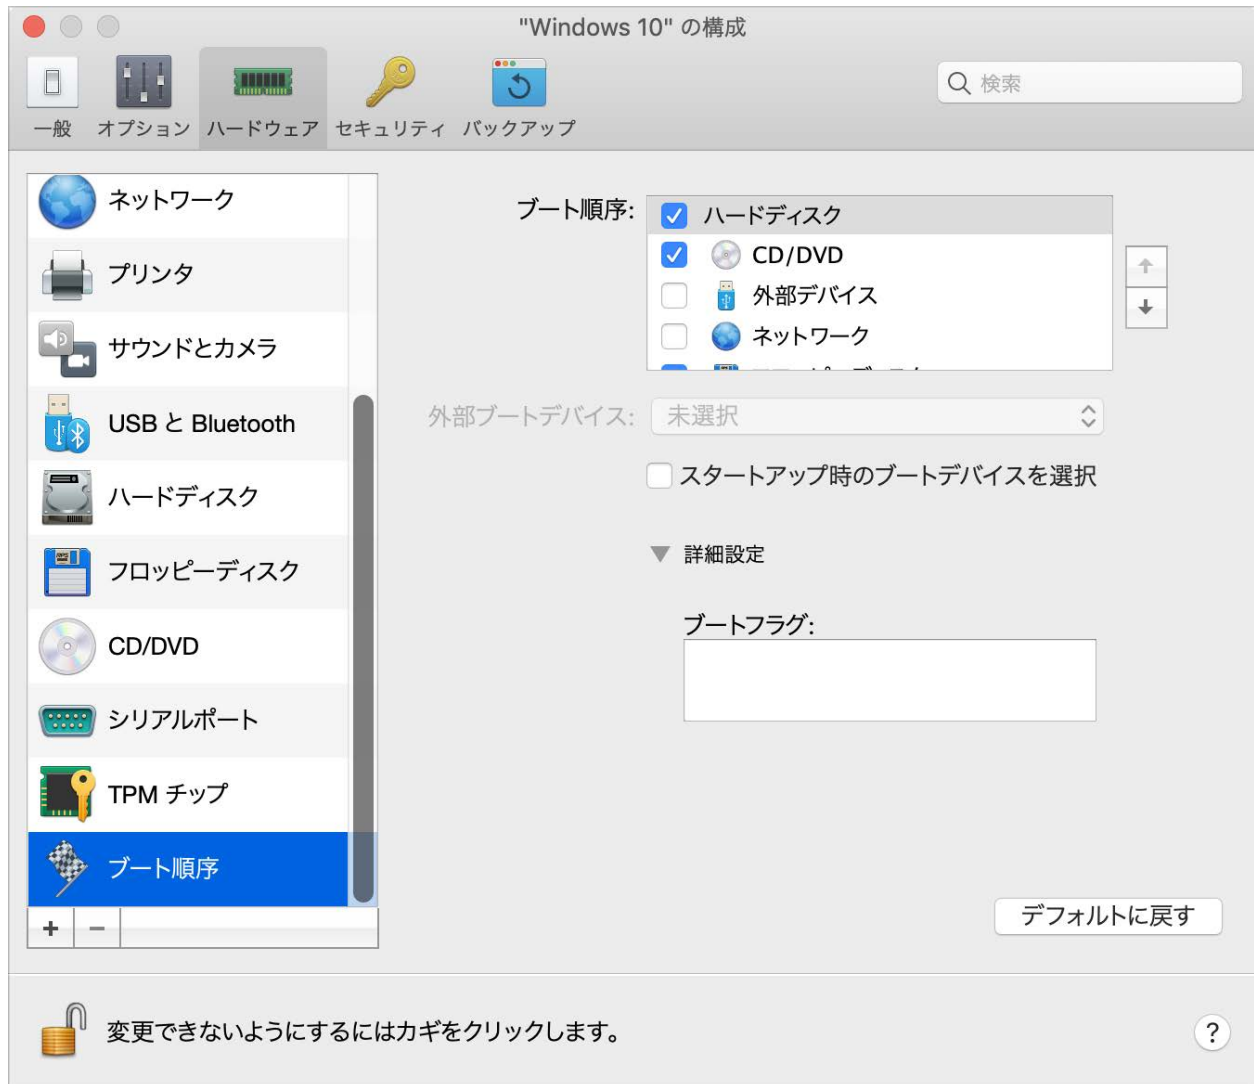 "Windows 10" の構成
一般
オプション
ハードウェア
セキュリティ
バックアップ
検索
ネットワーク
プリンタ
サウンドとカメラ
USB と Bluetooth
ハードディスク
フロッピーディスク
CD/DVD
シリアルポート
TPM チップ
ブート順序
ブート順序:
ハードディスク
CD/DVD
外部デバイス
ネットワーク
外部ブートデバイス:
未選択
スタートアップ時のブートデバイスを選択
詳細設定
ブートフラグ:
デフォルトに戻す
変更できないようにするにはカギをクリックします。
?